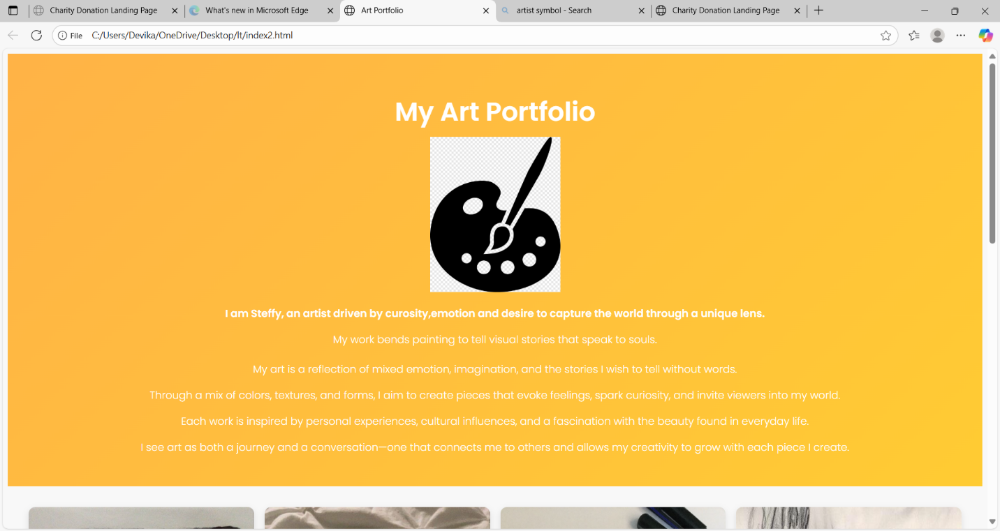 Charity Donation Landing Page
What's new in Microsoft Edge
Art Portfolio
artist symbol - Search
Charity Donation Landing Page
File C:/Users/Devika/OneDrive/Desktop/lt/index2.html
My Art Portfolio
I am Steffy, an artist driven by curosity,emotion and desire to capture the world through a unique lens.
My work bends painting to tell visual stories that speak to souls.
My art is a reflection of mixed emotion, imagination, and the stories I wish to tell without words.
Through a mix of colors, textures, and forms, I aim to create pieces that evoke feelings, spark curiosity, and invite viewers into my world.
Each work is inspired by personal experiences, cultural influences, and a fascination with the beauty found in everyday life.
I see art as both a journey and a conversation—one that connects me to others and allows my creativity to grow with each piece I create.